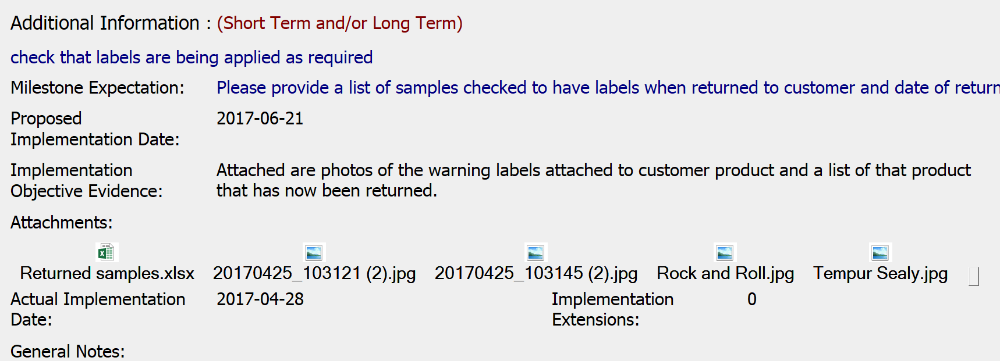 Additional Information : (Short Term and/or Long Term)
check that labels are being applied as required
Milestone Expectation: Please provide a list of samples checked to have labels when returned to customer and date of return
Proposed 2017-06-21
Implementation Date:
Implementation Attached are photos of the warning labels attached to customer product and a list of that product
Objective Evidence: that has now been returned.
Attachments:
Returned samples.xlsx 20170425_103121 (2).jpg 20170425_103145 (2).jpg Rock and Roll.jpg Tempur Sealy.jpg
Actual Implementation 2017-04-28 Implementation 0
Date: Extensions:
General Notes: